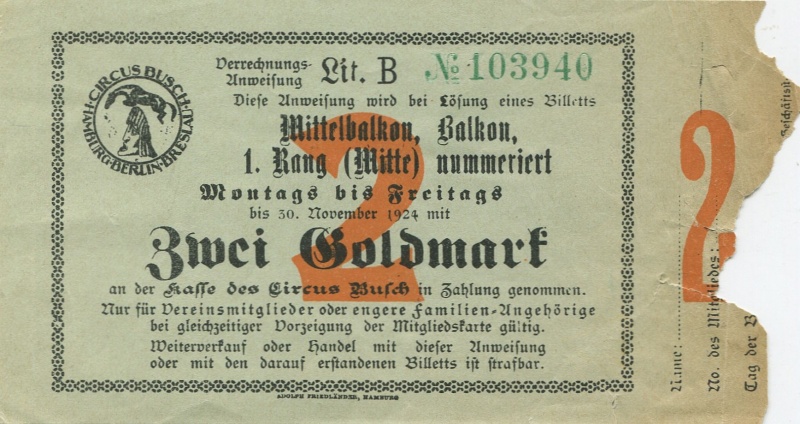 CIRCUS BUSCH·HAMBURG·BERLIN·BRESLAU·
Verrechnungs-
Anweisung Lit. B № 103940
Diese Anweisung wird bei Lösung eines Billetts
Mittelbalkon, Balkon,
1. Rang (Mitte) nummeriert
Montags bis Freitags
bis 30. November 1924 mit
Zwei Goldmark
2
an der Kasse des Circus Busch in Zahlung genommen.
Nur für Vereinsmitglieder oder engere Familien-Angehörige
bei gleichzeitiger Vorzeigung der Mitgliedskarte gültig.
Weiterverkauf oder Handel mit dieser Anweisung
oder mit den darauf erstandenen Billetts ist strafbar.
ADOLPH FRIEDLÄNDER, HAMBURG
2
Name:
No. des Mitgliedes:
Tag der B